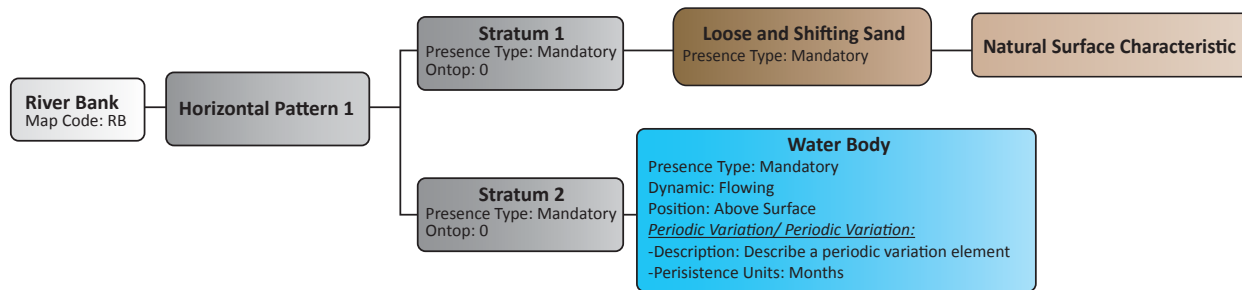 River Bank
Map Code: RB
Horizontal Pattern 1
Stratum 1
Presence Type: Mandatory
Ontop: 0
Loose and Shifting Sand
Presence Type: Mandatory
Natural Surface Characteristic
Stratum 2
Presence Type: Mandatory
Ontop: 0
Water Body
Presence Type: Mandatory
Dynamic: Flowing
Position: Above Surface
Periodic Variation/ Periodic Variation:
-Description: Describe a periodic variation element
-Perisistence Units: Months